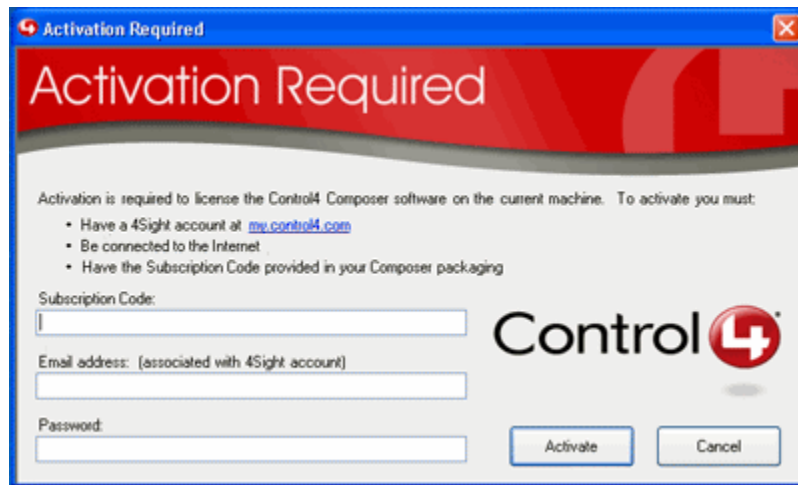 Activation Required
Activation Required
Activation is required to license the Control4 Composer software on the current machine. To activate you must:
• Have a 4Sight account at my.control4.com
• Be connected to the Internet
• Have the Subscription Code provided in your Composer packaging
Subscription Code:
Control4
Email address: (associated with 4Sight account)
Password:
Activate Cancel